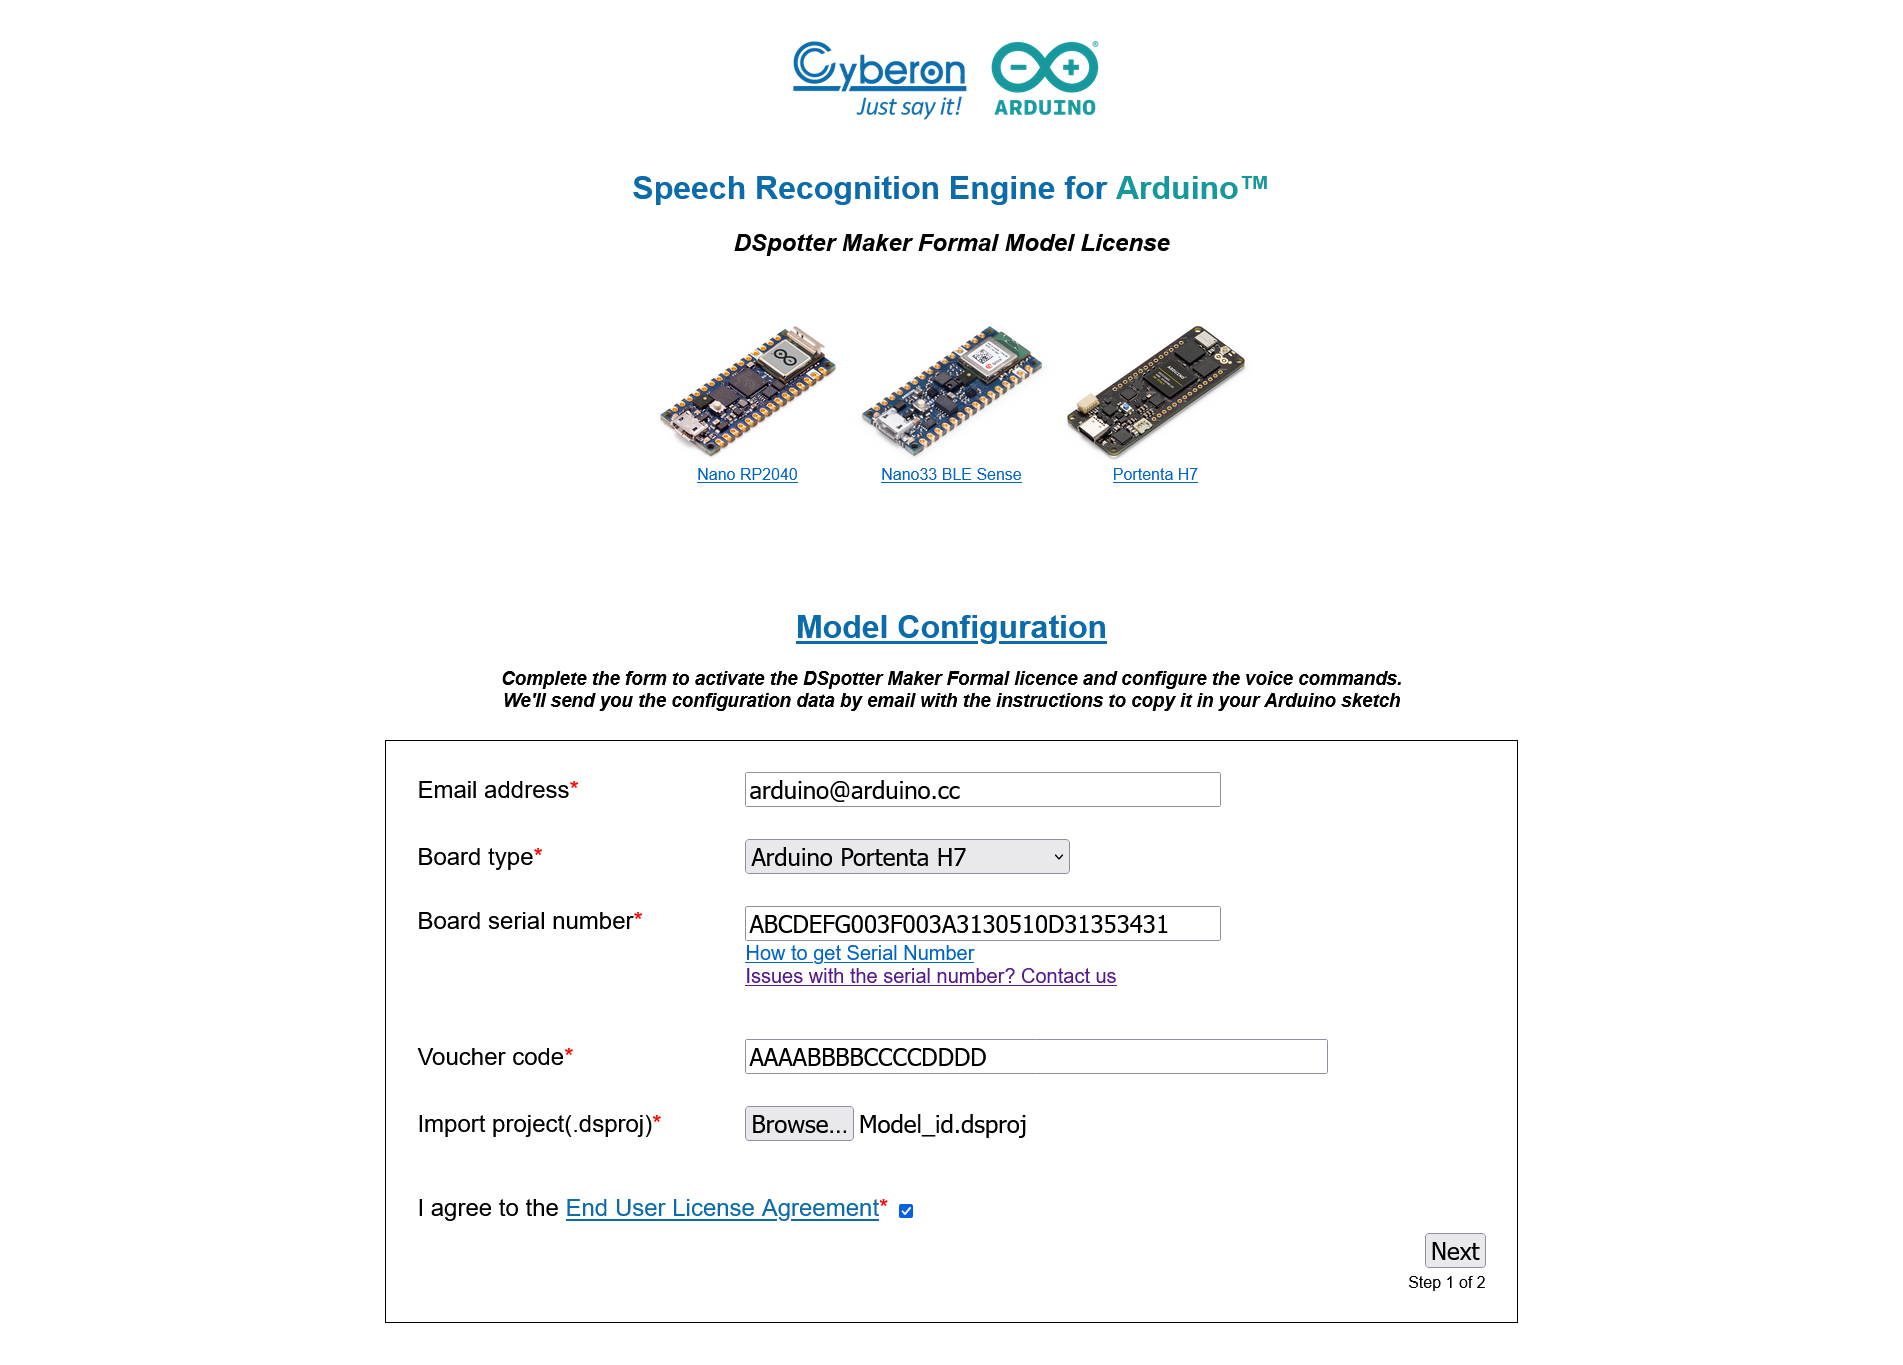 Cyberon
Just say it!
ARDUINO
Speech Recognition Engine for Arduino™
DSpotter Maker Formal Model License
Nano RP2040
Nano33 BLE Sense
Portenta H7
Model Configuration
Complete the form to activate the DSpotter Maker Formal licence and configure the voice commands.
We'll send you the configuration data by email with the instructions to copy it in your Arduino sketch
Email address*
arduino@arduino.cc
Board type*
Arduino Portenta H7
Board serial number*
ABCDEFG003F003A3130510D31353431
How to get Serial Number
Issues with the serial number? Contact us
Voucher code*
AAAABBBBCCCCDDDD
Import project(.dsproj)*
Browse... Model_id.dsproj
I agree to the End User License Agreement*
Next
Step 1 of 2